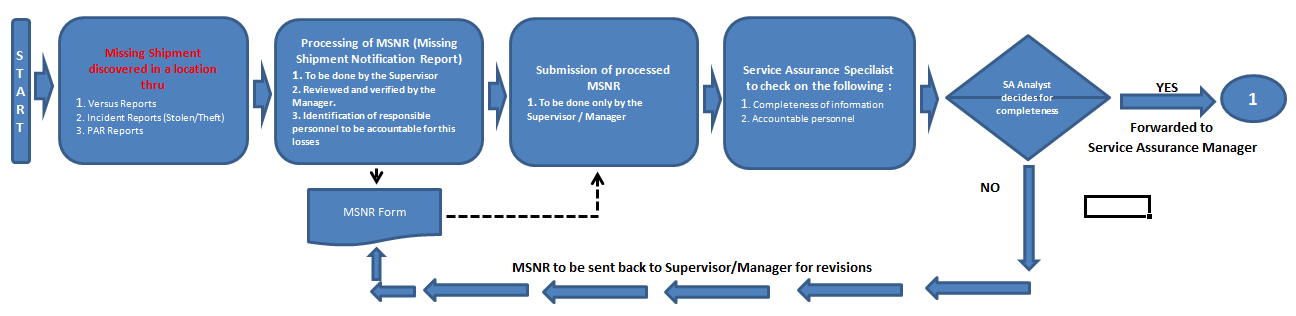 START
Missing Shipment
discovered in a location
thru
1. Versus Reports
2. Incident Reports (Stolen/Theft)
3. PAR Reports
Processing of MSNR (Missing
Shipment Notification Report)
1. To be done by the Supervisor
2. Reviewed and verified by the
Manager.
3. Identification of responsible
personnel to be accountable for this
losses
Submission of processed
MSNR
1. To be done only by the
Supervisor / Manager
Service Assurance Specilaist
to check on the following :
1. Completeness of information
2. Accountable personnel
SA Analyst
decides for
completeness
YES
1
Forwarded to
Service Assurance Manager
NO
MSNR Form
MSNR to be sent back to Supervisor/Manager for revisions